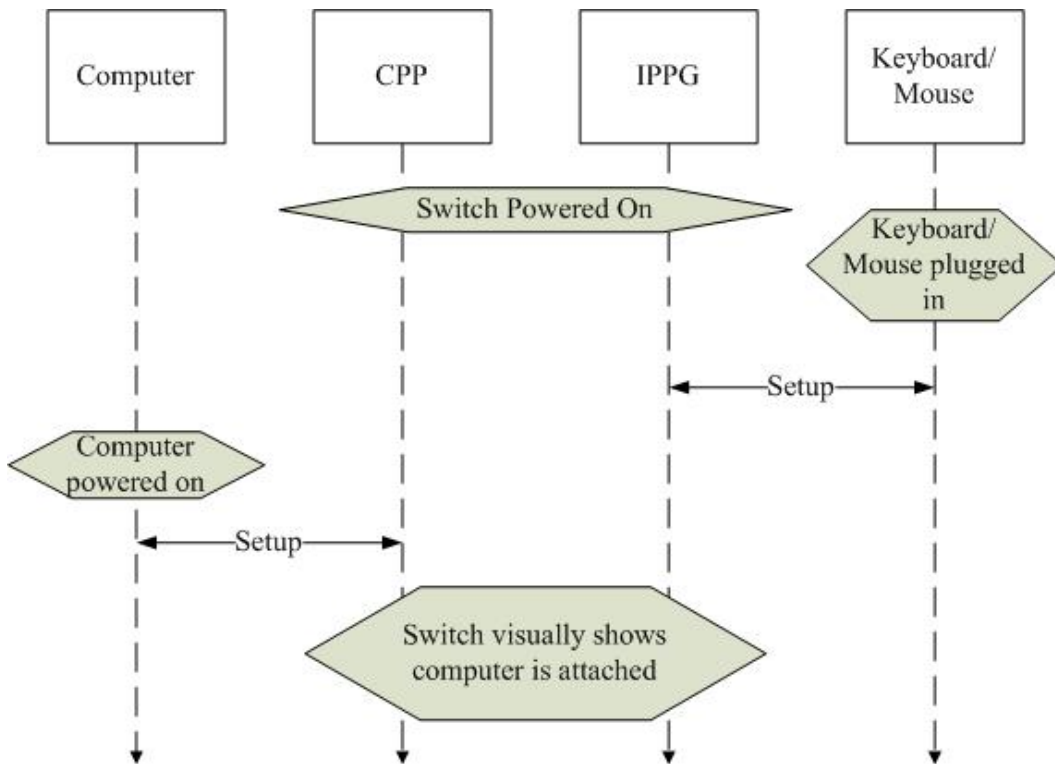 Computer
CPP
IPPG
Keyboard/
Mouse
Switch Powered On
Keyboard/
Mouse plugged
in
Setup
Computer
powered on
Setup
Switch visually shows
computer is attached